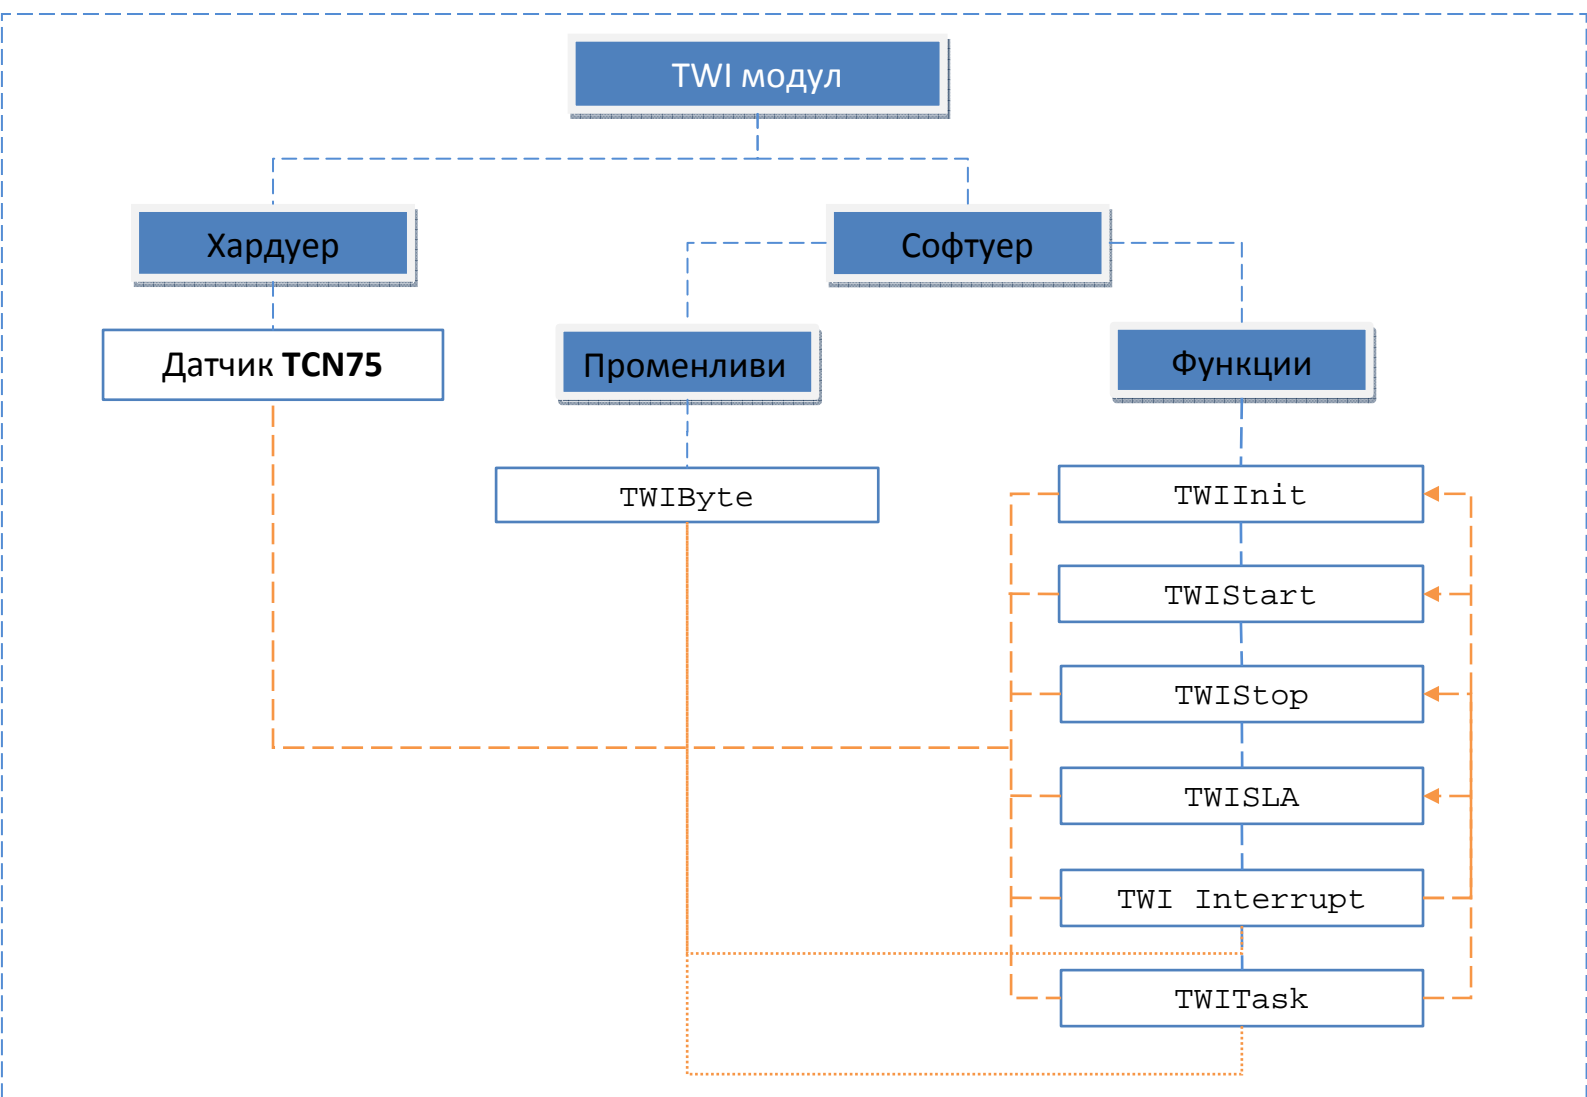 TWI модул
Хардуер
Софтуер
Датчик TCN75
Променливи
Функции
TWIByte
TWIInit
TWIStart
TWIStop
TWISLA
TWI Interrupt
TWITask